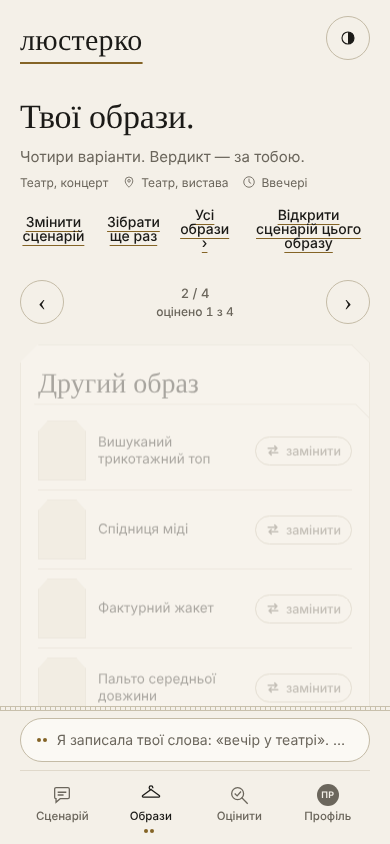 люстерко
Твої образи.
Чотири варіанти. Вердикт — за тобою.
Театр, концерт Театр, вистава Ввечері
Змінити
сценарій
Зібрати
ще раз
Усі
образи
›
Відкрити
сценарій цього
образу
‹
2 / 4
оцінено 1 з 4
›
Другий образ
Вишуканий
трикотажний топ
замінити
Спідниця міді
замінити
Фактурний жакет
замінити
Пальто середньої
довжини
замінити
Я записала твої слова: «вечір у театрі». ...
Сценарій
Образи
Оцінити
ПР
Профіль